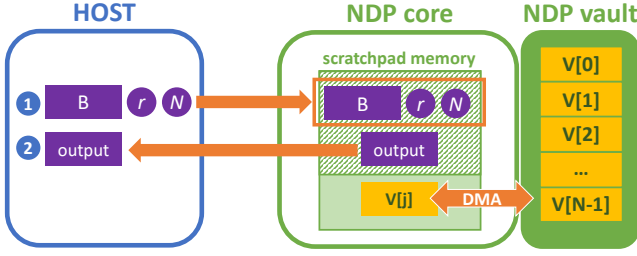 HOST
NDP core
NDP vault
scratchpad memory
1 B r N
B r N
2 output
output
V[j]
DMA
V[0]
V[1]
V[2]
...
V[N-1]